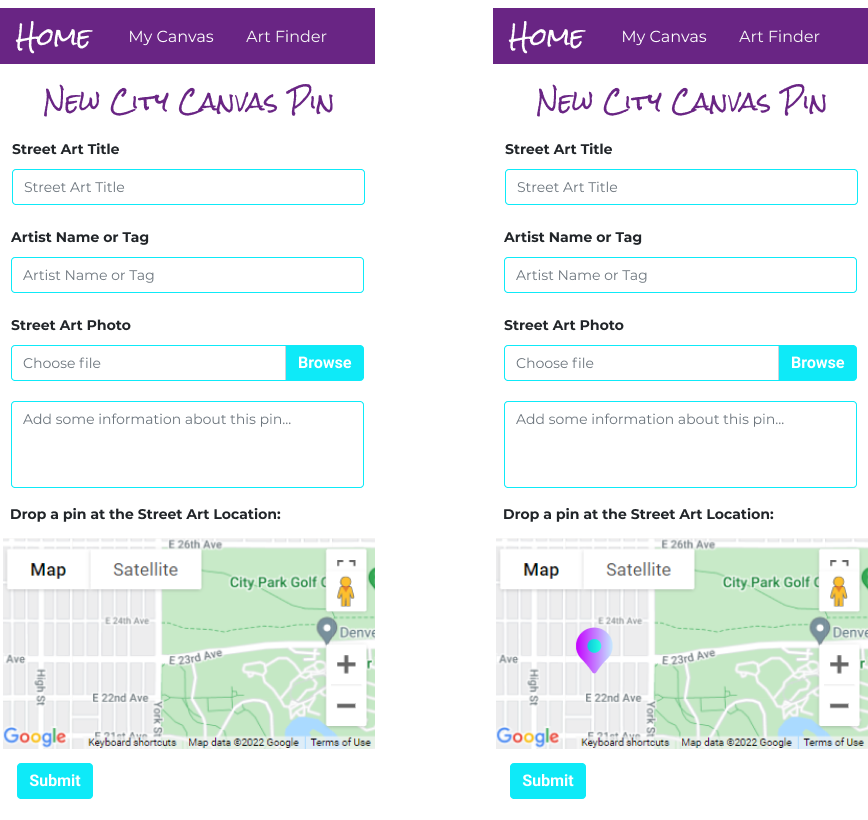 Home My Canvas Art Finder
New City Canvas Pin
Street Art Title
Street Art Title
Artist Name or Tag
Artist Name or Tag
Street Art Photo
Choose file Browse
Add some information about this pin...
Drop a pin at the Street Art Location:
E 26th Ave
Map Satellite
City Park Golf C
E 24th Ave
Denve
Ave
E 23rd Ave
High St
E 22nd Ave
York St
E 21st Ave
Google
Keyboard shortcuts Map data ©2022 Google Terms of Use
Submit
Home My Canvas Art Finder
New City Canvas Pin
Street Art Title
Street Art Title
Artist Name or Tag
Artist Name or Tag
Street Art Photo
Choose file Browse
Add some information about this pin...
Drop a pin at the Street Art Location:
E 26th Ave
Map Satellite
City Park Golf C
E 24th Ave
Denve
Ave
E 23rd Ave
High St
E 22nd Ave
York St
E 21st Ave
Google
Keyboard shortcuts Map data ©2022 Google Terms of Use
Submit